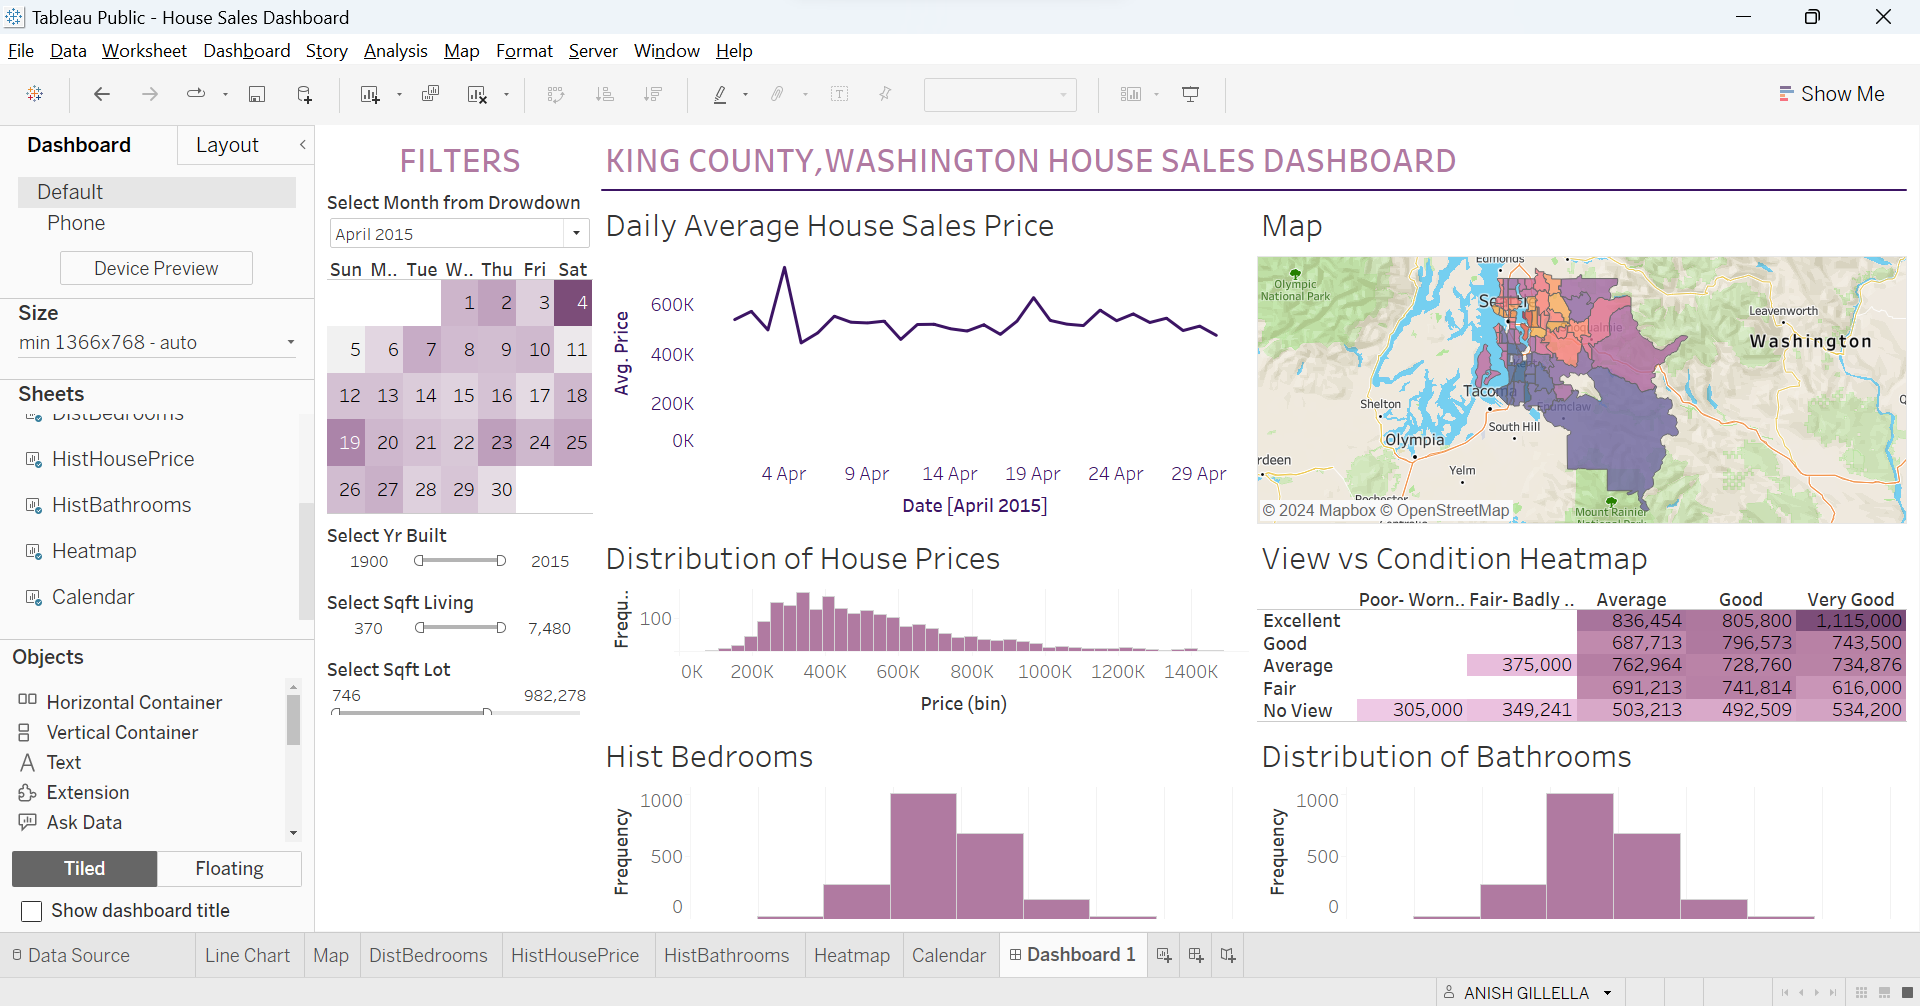 Tableau Public - House Sales Dashboard
File Data Worksheet Dashboard Story Analysis Map Format Server Window Help
Show Me
Dashboard Layout
Default
Phone
Device Preview
Size
min 1366x768 - auto
Sheets
DistBedrooms
HistHousePrice
HistBathrooms
Heatmap
Calendar
Objects
Horizontal Container
Vertical Container
Text
Extension
Ask Data
Tiled Floating
Show dashboard title
FILTERS
Select Month from Drowdown
April 2015
Sun M.. Tue W.. Thu Fri Sat
1 2 3 4
5 6 7 8 9 10 11
12 13 14 15 16 17 18
19 20 21 22 23 24 25
26 27 28 29 30
Select Yr Built
1900 2015
Select Sqft Living
370 7,480
Select Sqft Lot
746 982,278
KING COUNTY,WASHINGTON HOUSE SALES DASHBOARD
Daily Average House Sales Price
Avg. Price
600K
400K
200K
0K
4 Apr 9 Apr 14 Apr 19 Apr 24 Apr 29 Apr
Date [April 2015]
Map
Edmonds
Olympic
National Park
Leavenworth
Washington
Tacoma
Shelton
Enumclaw
South Hill
Olympia
rdeen
Yelm
Rochester
Mount Rainier
© 2024 Mapbox © OpenStreetMap
Distribution of House Prices
Frequ..
100
0K 200K 400K 600K 800K 1000K 1200K 1400K
Price (bin)
View vs Condition Heatmap
Poor- Worn.. Fair- Badly .. Average Good Very Good
Excellent 836,454 805,800 1,115,000
Good 687,713 796,573 743,500
Average 375,000 762,964 728,760 734,876
Fair 691,213 741,814 616,000
No View 305,000 349,241 503,213 492,509 534,200
Hist Bedrooms
Frequency
1000
500
0
Distribution of Bathrooms
Frequency
1000
500
0
Data Source Line Chart Map DistBedrooms HistHousePrice HistBathrooms Heatmap Calendar Dashboard 1
ANISH GILLELLA